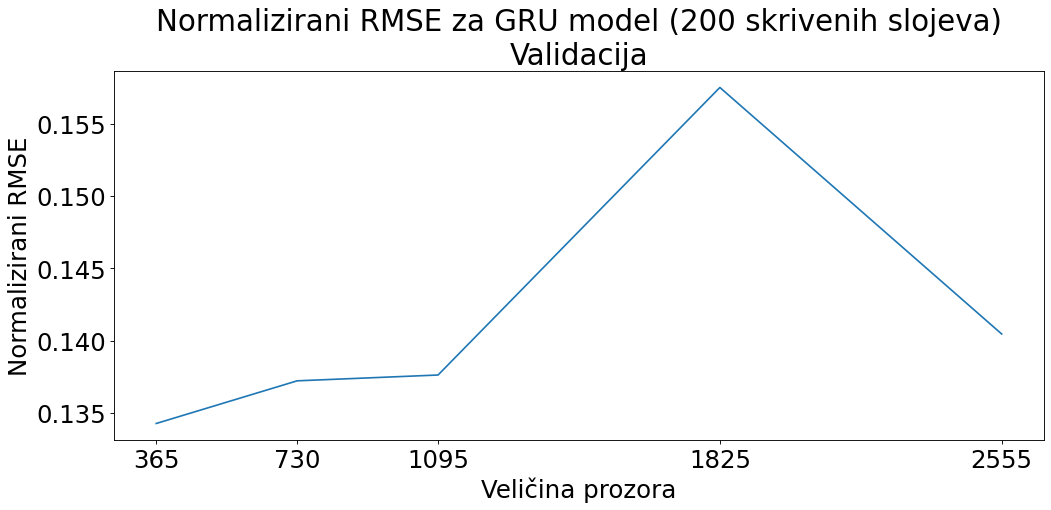 Normalizirani RMSE za GRU model (200 skrivenih slojeva)
Validacija
Normalizirani RMSE
0.155
0.150
0.145
0.140
0.135
365 730 1095 1825 2555
Veličina prozora